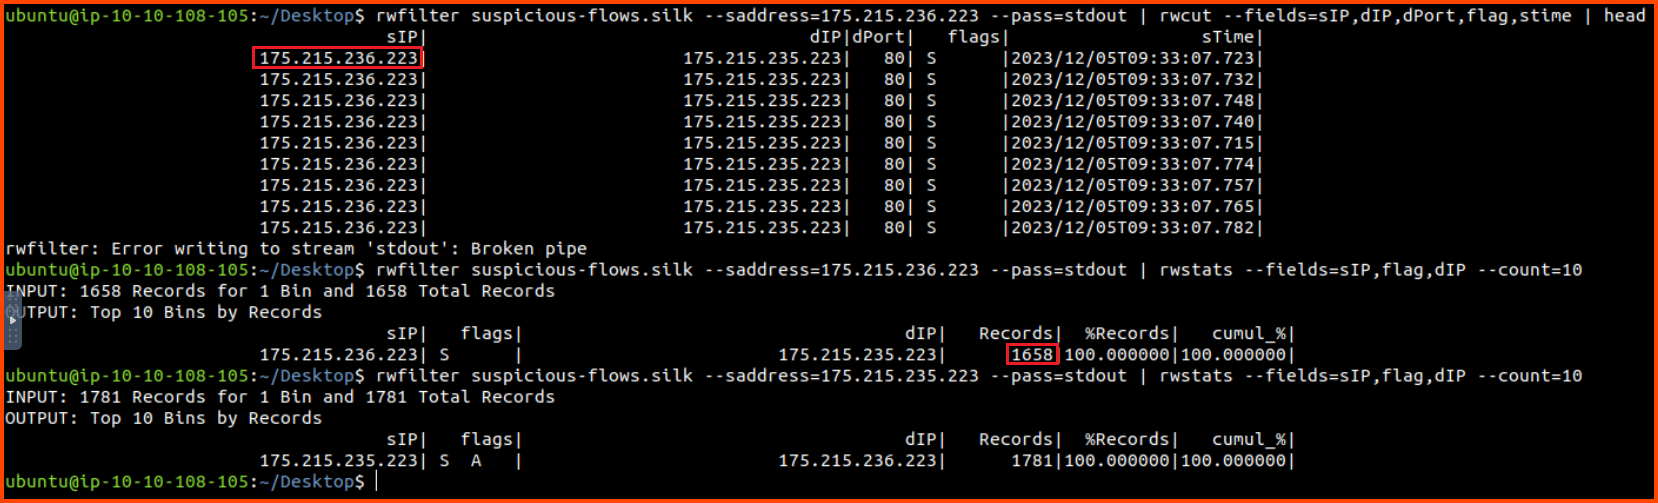 ubuntu@ip-10-10-108-105:~/Desktop$ rwfilter suspicious-flows.silk --saddress=175.215.236.223 --pass=stdout | rwcut --fields=sIP,dIP,dPort,flag,stime | head
sIP| dIP|dPort| flags| sTime|
175.215.236.223| 175.215.235.223| 80| S |2023/12/05T09:33:07.723|
175.215.236.223| 175.215.235.223| 80| S |2023/12/05T09:33:07.732|
175.215.236.223| 175.215.235.223| 80| S |2023/12/05T09:33:07.748|
175.215.236.223| 175.215.235.223| 80| S |2023/12/05T09:33:07.740|
175.215.236.223| 175.215.235.223| 80| S |2023/12/05T09:33:07.715|
175.215.236.223| 175.215.235.223| 80| S |2023/12/05T09:33:07.774|
175.215.236.223| 175.215.235.223| 80| S |2023/12/05T09:33:07.757|
175.215.236.223| 175.215.235.223| 80| S |2023/12/05T09:33:07.765|
175.215.236.223| 175.215.235.223| 80| S |2023/12/05T09:33:07.782|
rwfilter: Error writing to stream 'stdout': Broken pipe
ubuntu@ip-10-10-108-105:~/Desktop$ rwfilter suspicious-flows.silk --saddress=175.215.236.223 --pass=stdout | rwstats --fields=sIP,flag,dIP --count=10
INPUT: 1658 Records for 1 Bin and 1658 Total Records
OUTPUT: Top 10 Bins by Records
sIP| flags| dIP| Records| %Records| cumul_%|
175.215.236.223| S | 175.215.235.223| 1658|100.000000|100.000000|
ubuntu@ip-10-10-108-105:~/Desktop$ rwfilter suspicious-flows.silk --saddress=175.215.235.223 --pass=stdout | rwstats --fields=sIP,flag,dIP --count=10
INPUT: 1781 Records for 1 Bin and 1781 Total Records
OUTPUT: Top 10 Bins by Records
sIP| flags| dIP| Records| %Records| cumul_%|
175.215.235.223| S A | 175.215.236.223| 1781|100.000000|100.000000|
ubuntu@ip-10-10-108-105:~/Desktop$